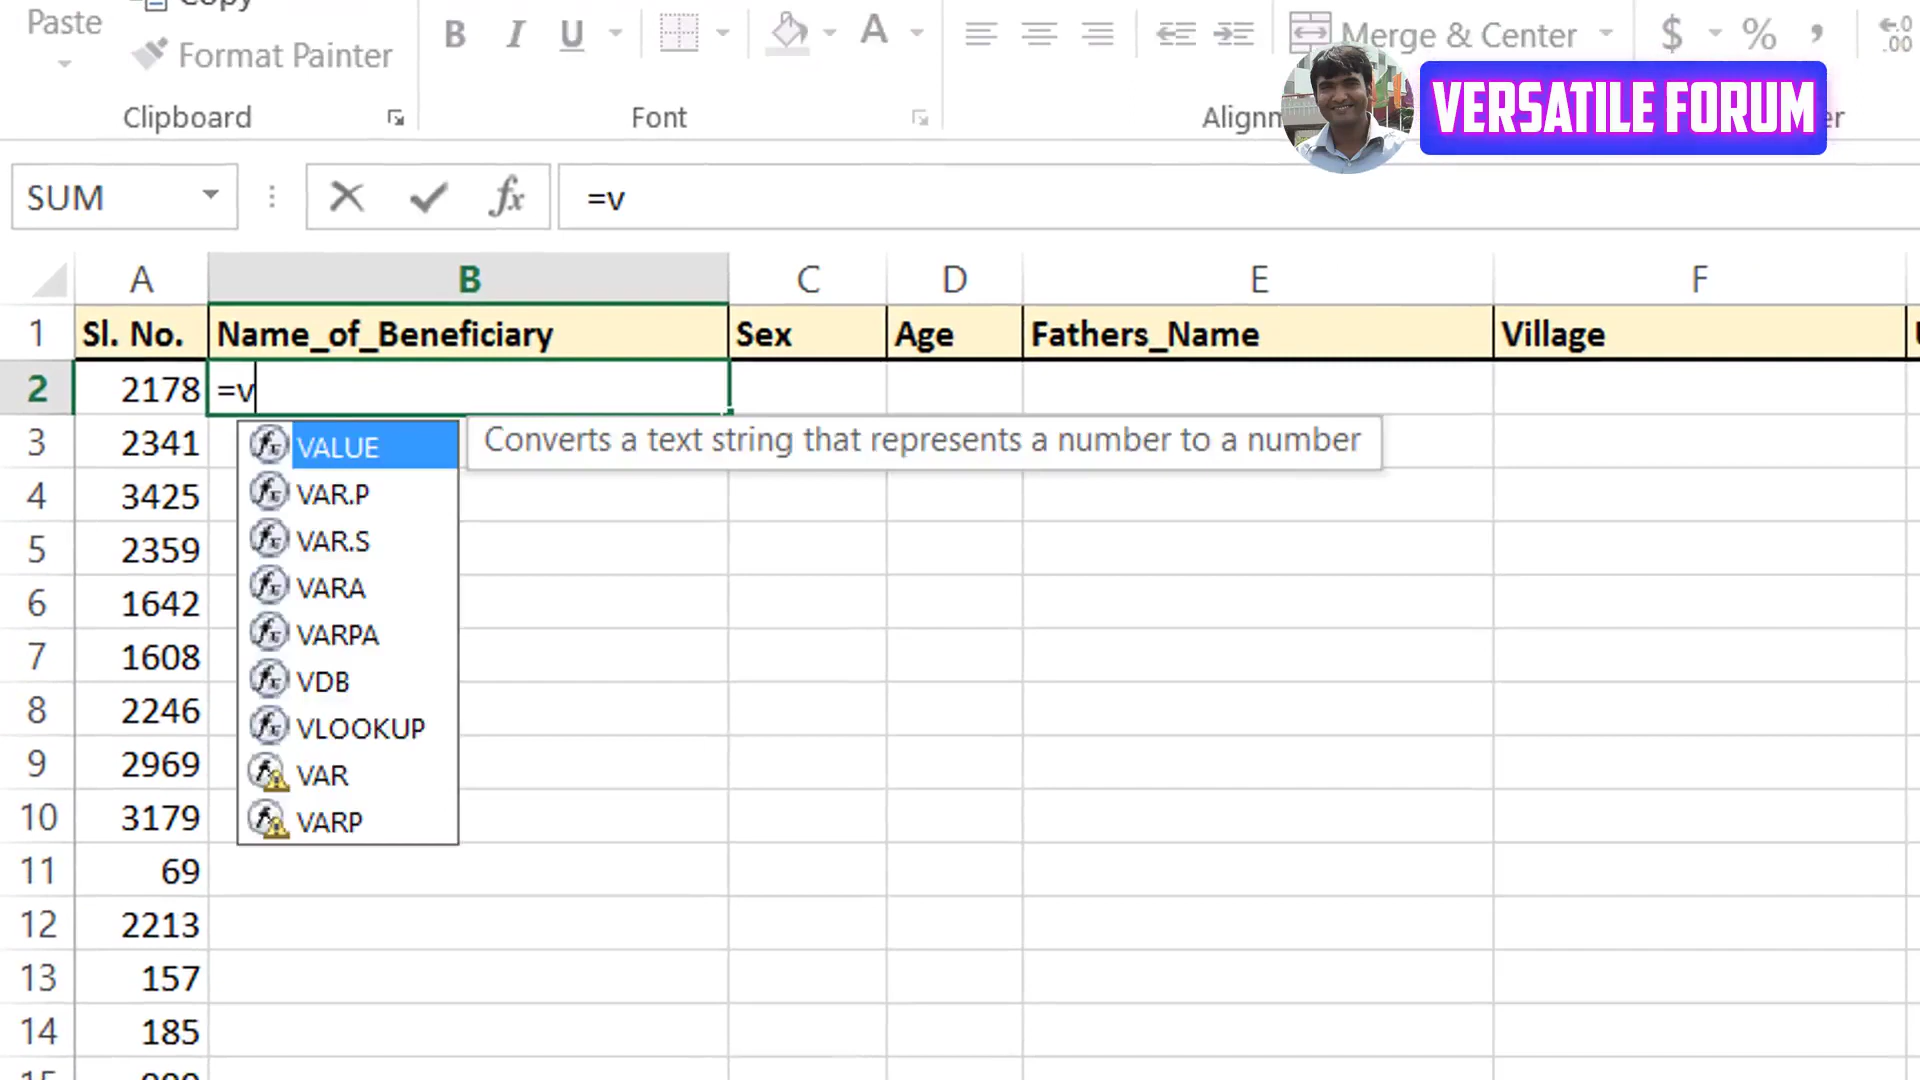 Paste
Format Painter
Merge & Center
$ % ,
.00
Clipboard
Font
VERSATILE FORUM
SUM
fx
=v
A B C D E F
1 Sl. No. Name_of_Beneficiary Sex Age Fathers_Name Village
2 2178 =v
3 2341
VALUE Converts a text string that represents a number to a number
4 3425
VAR.P
5 2359
VAR.S
6 1642
VARA
7 1608
VARPA
VDB
8 2246
VLOOKUP
9 2969
VAR
10 3179
VARP
11 69
12 2213
13 157
14 185